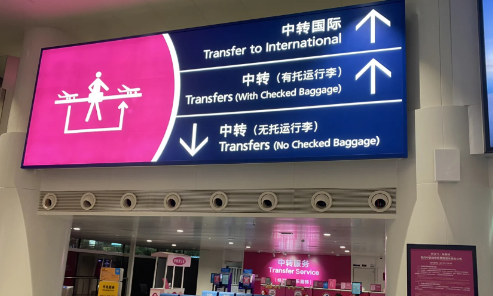 中转国际
Transfer to International
中转（有托运行李）
Transfers (With Checked Baggage)
中转（无托运行李）
Transfers (No Checked Baggage)
中转服务
Transfer Service